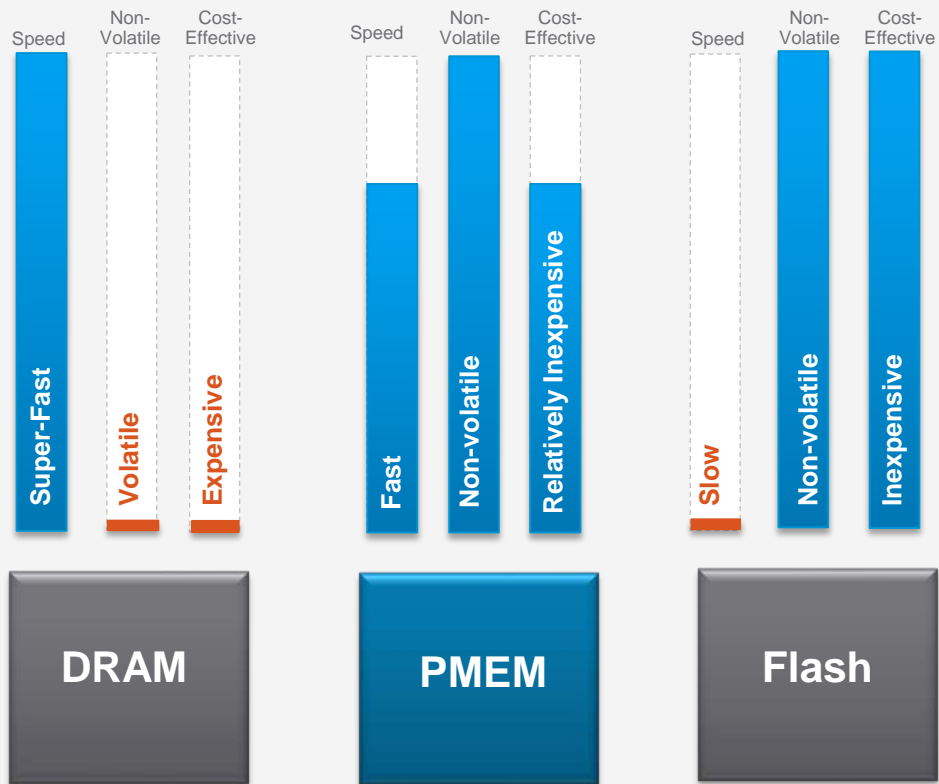 Speed
Non-
Volatile
Cost-
Effective
Super-Fast
Volatile
Expensive
DRAM
Speed
Non-
Volatile
Cost-
Effective
Fast
Non-volatile
Relatively Inexpensive
PMEM
Speed
Non-
Volatile
Cost-
Effective
Slow
Non-volatile
Inexpensive
Flash